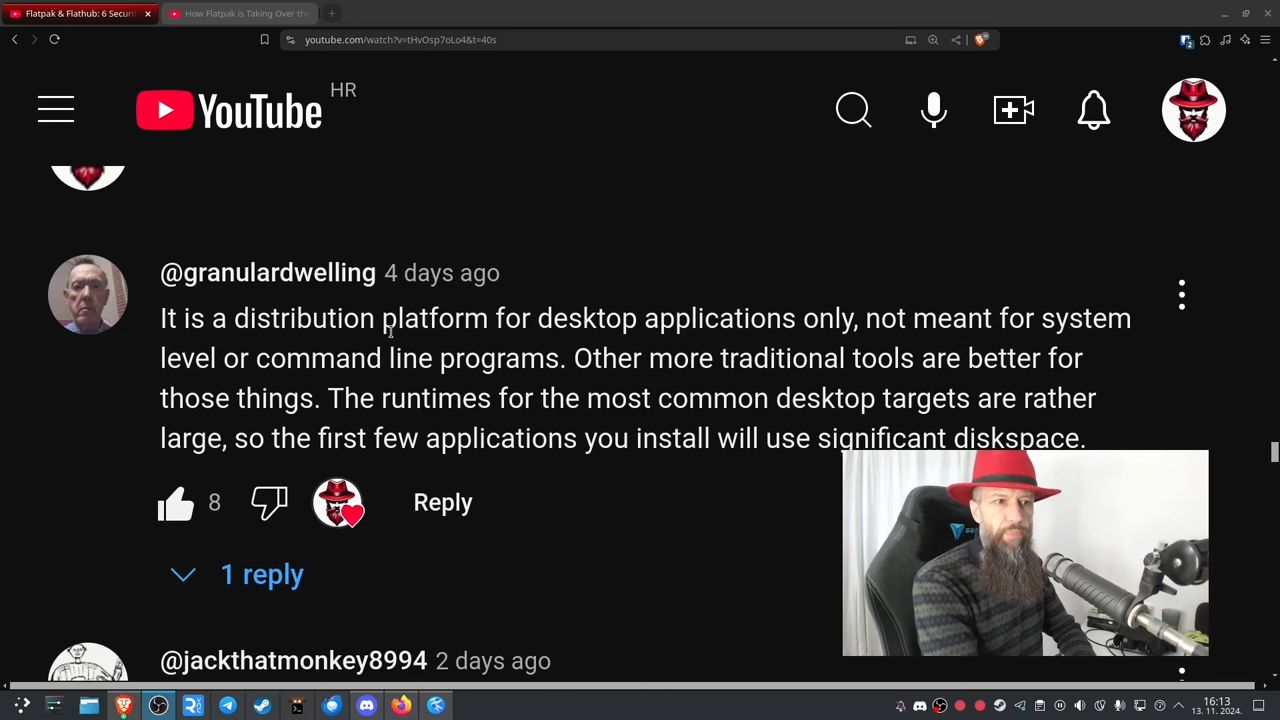 Flatpak & Flathub: 6 Securi
How Flatpak is Taking Over the
youtube.com/watch?v=tHvOsp7oLo4&t=40s
2
YouTube
HR
@granulardwelling 4 days ago
It is a distribution platform for desktop applications only, not meant for system
level or command line programs. Other more traditional tools are better for
those things. The runtimes for the most common desktop targets are rather
large, so the first few applications you install will use significant diskspace.
8
Reply
1 reply
@jackthatmonkey8994 2 days ago
16:13
13. 11. 2024.